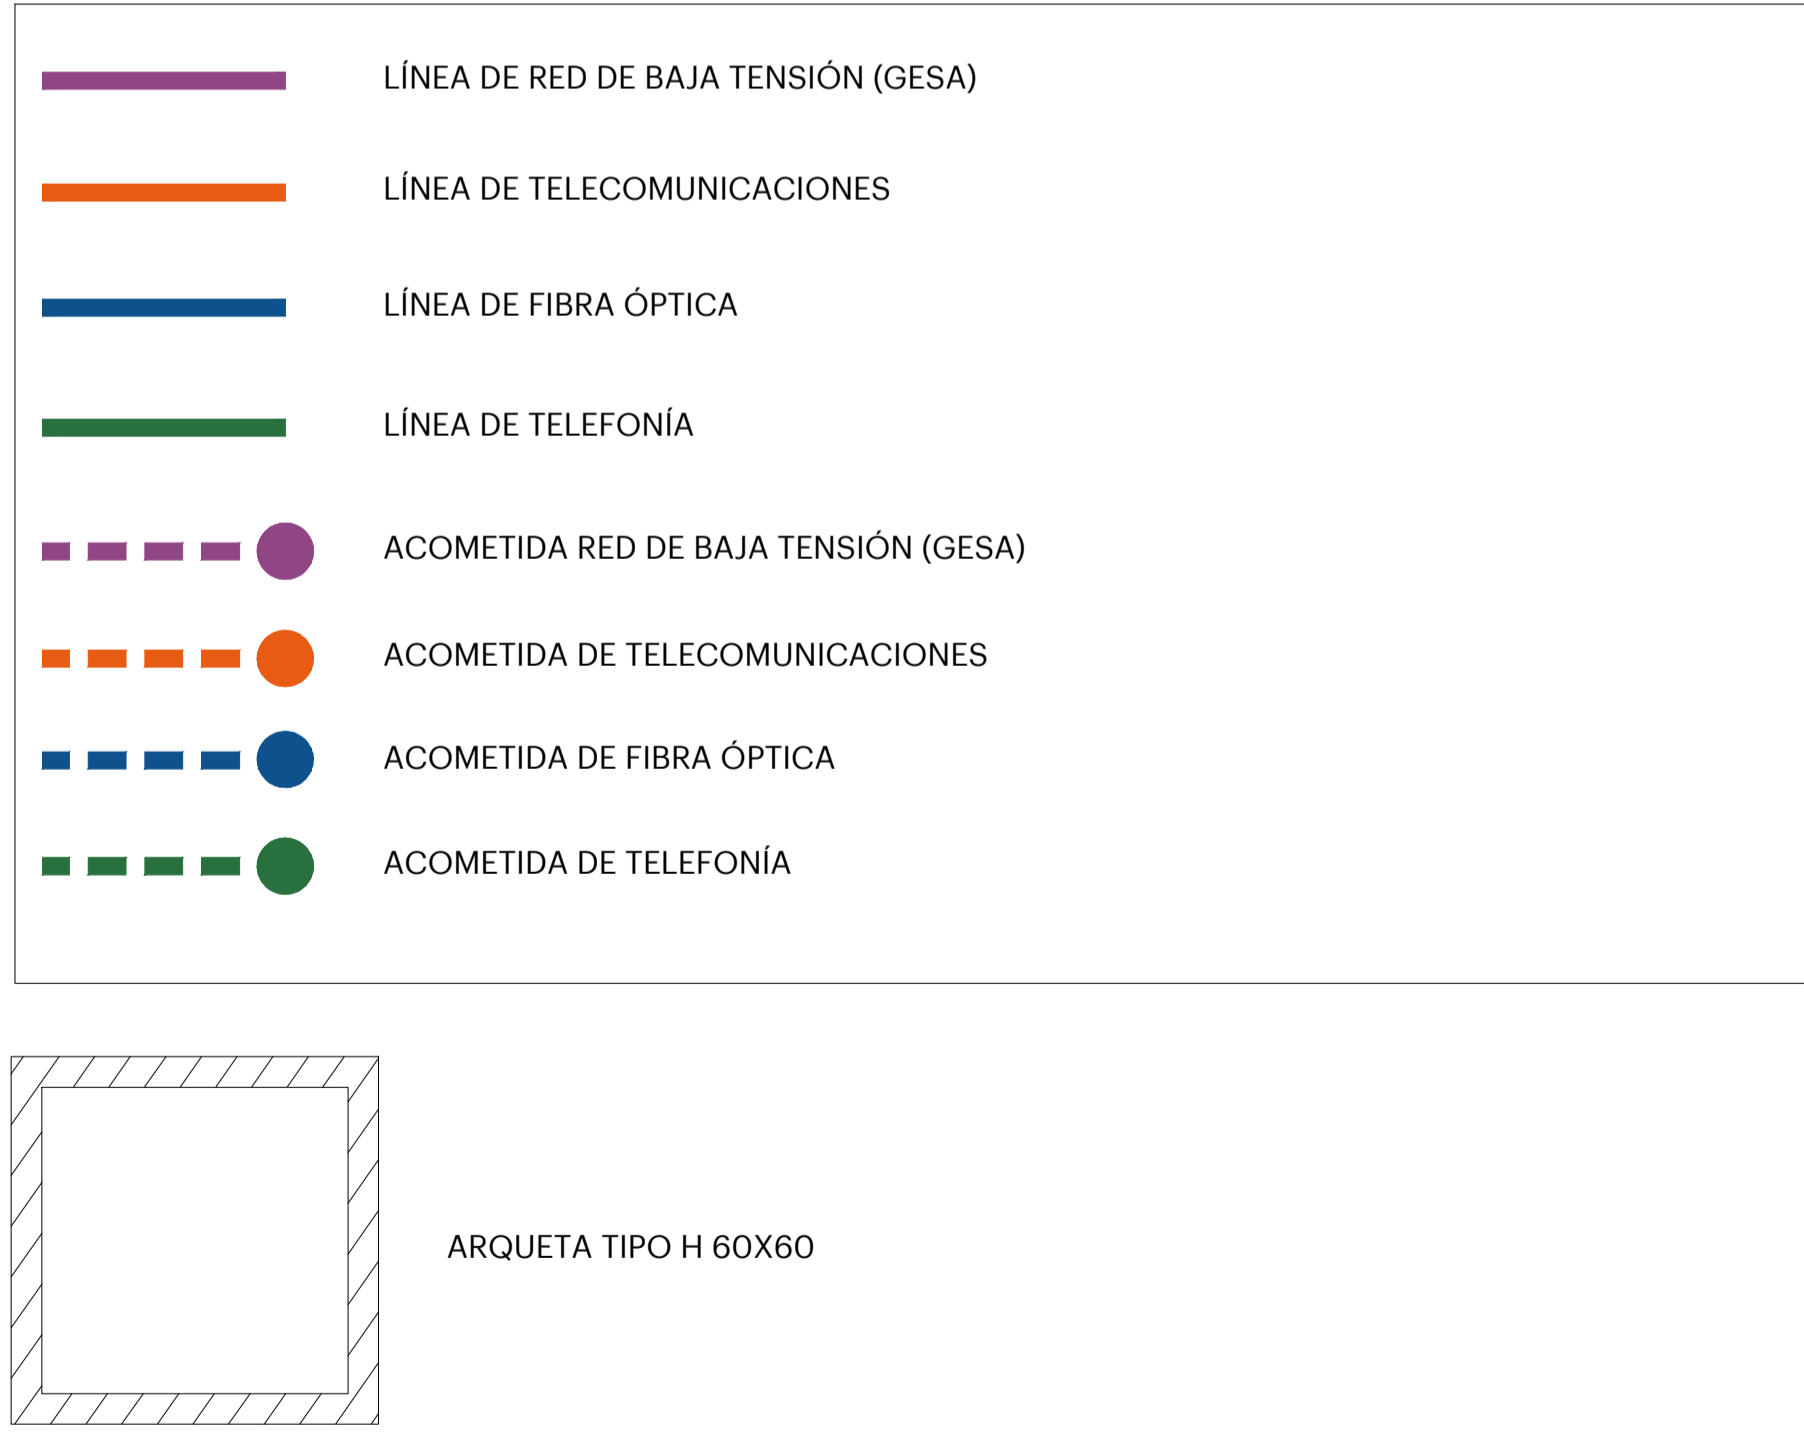 LÍNEA DE RED DE BAJA TENSIÓN (GESA)
LÍNEA DE TELECOMUNICACIONES
LÍNEA DE FIBRA ÓPTICA
LÍNEA DE TELEFONÍA
ACOMETIDA RED DE BAJA TENSIÓN (GESA)
ACOMETIDA DE TELECOMUNICACIONES
ACOMETIDA DE FIBRA ÓPTICA
ACOMETIDA DE TELEFONÍA
ARQUETA TIPO H 60X60